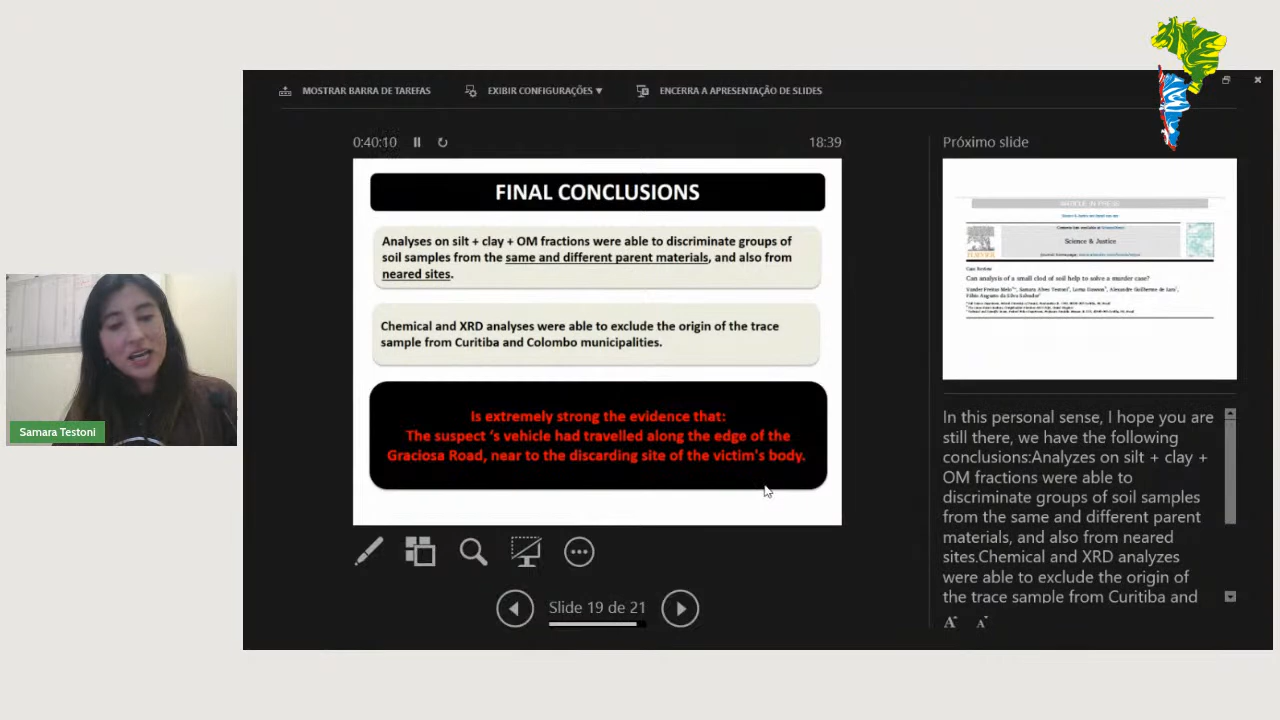 MOSTRAR BARRA DE TAREFAS
EXIBIR CONFIGURAÇÕES ▼
ENCERRA A APRESENTAÇÃO DE SLIDES
0:40:10
18:39
FINAL CONCLUSIONS
Analyses on silt + clay + OM fractions were able to discriminate groups of
soil samples from the same and different parent materials, and also from
neared sites.
Chemical and XRD analyses were able to exclude the origin of the trace
sample from Curitiba and Colombo municipalities.
Is extremely strong the evidence that:
The suspect 's vehicle had travelled along the edge of the
Graciosa Road, near to the discarding site of the victim's body.
Slide 19 de 21
Samara Testoni
Próximo slide
ARTICLE IN PRESS
Science & Justice
ELSEVIER
Case Review
Can analysis of a small clod of soil help to solve a murder case?
In this personal sense, I hope you are
still there, we have the following
conclusions:Analyzes on silt + clay +
OM fractions were able to
discriminate groups of soil samples
from the same and different parent
materials, and also from neared
sites.Chemical and XRD analyzes
were able to exclude the origin of
the trace sample from Curitiba and
A A